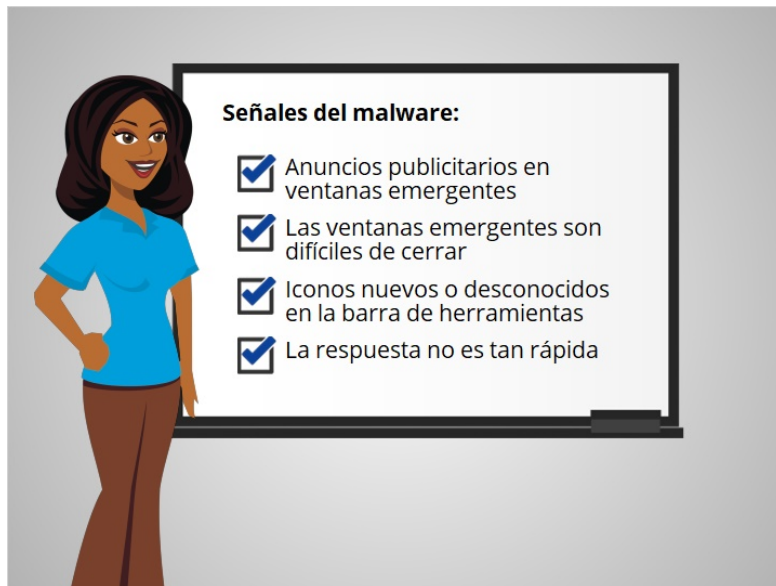 Señales del malware:
Anuncios publicitarios en
ventanas emergentes
Las ventanas emergentes son
difíciles de cerrar
Iconos nuevos o desconocidos
en la barra de herramientas
La respuesta no es tan rápida